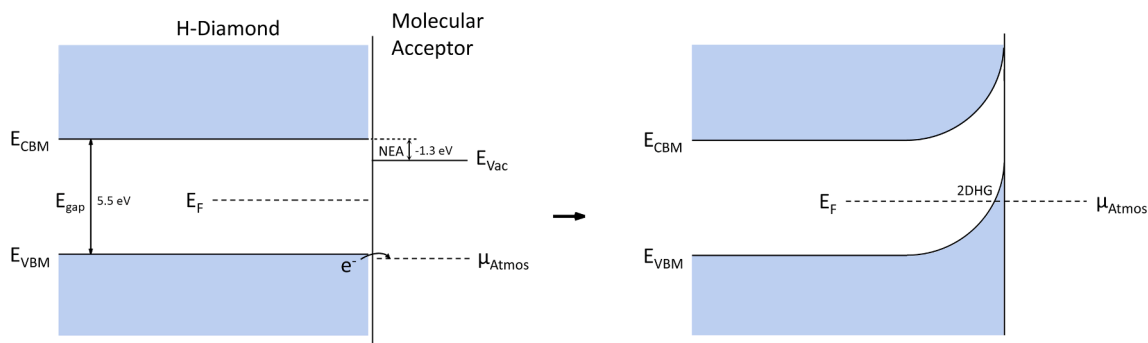 H-Diamond
Molecular
Acceptor
E_CBM
NEA
-1.3 eV
E_Vac
E_gap
5.5 eV
E_F
E_VBM
e⁻
μ_Atmos
E_CBM
2DHG
E_F
μ_Atmos
E_VBM